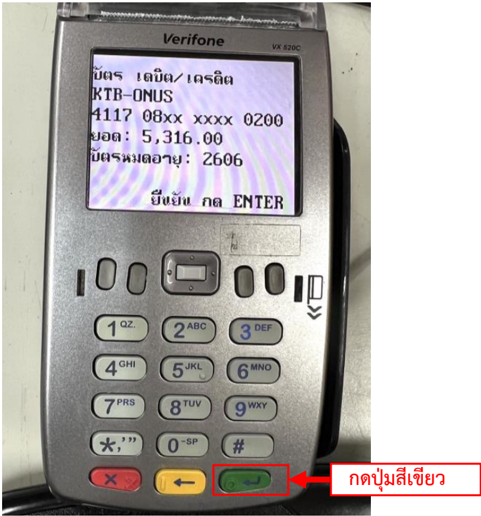 Verifone
VX 820C
บัตร เดบิต/เครดิต
KTB-ONUS
4117 08xx xxxx 0200
ยอด: 5,316.00
บัตรหมดอายุ: 2606
ยืนยัน กด ENTER
1 QZ. 2 ABC 3 DEF
4 GHI 5 JKL 6 MNO
7 PRS 8 TUV 9 WXY
*,'" 0 -SP #
กดปุ่มสีเขียว